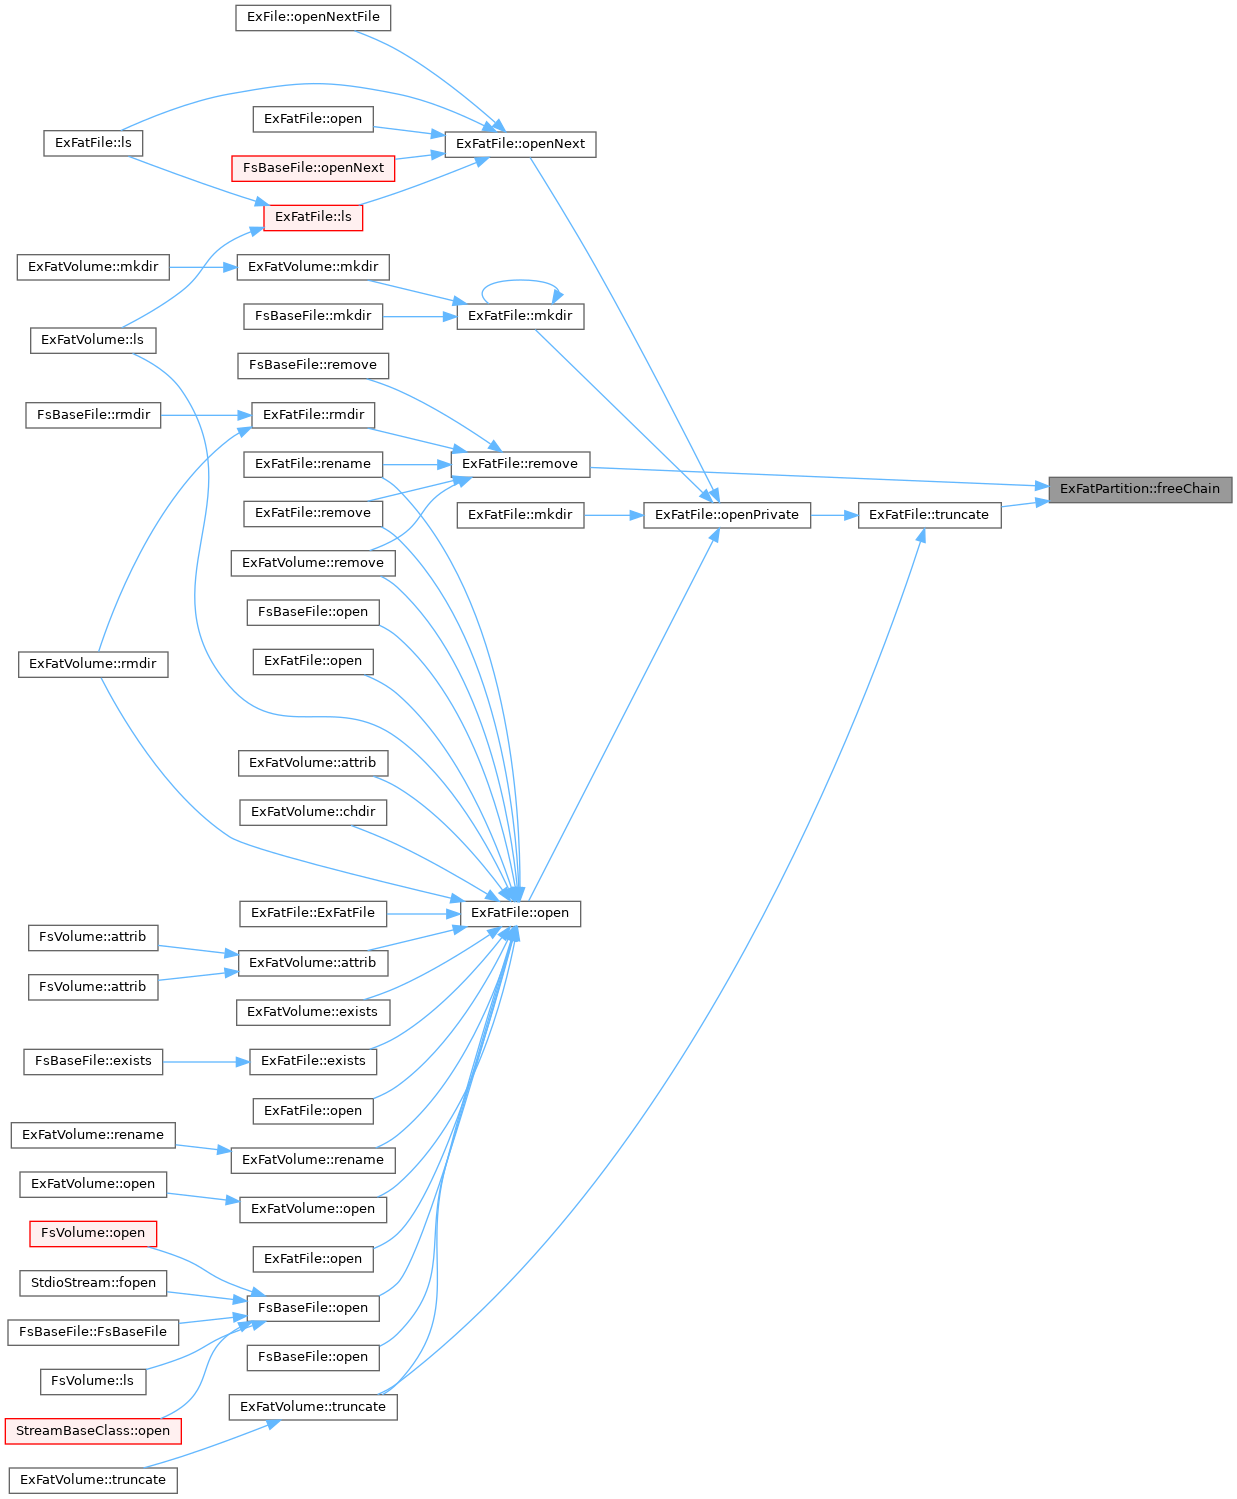 ExFile::openNextFile
ExFatFile::open
ExFatFile::openNext
ExFatFile::ls
FsBaseFile::openNext
ExFatFile::ls
ExFatVolume::mkdir
ExFatVolume::mkdir
FsBaseFile::mkdir
ExFatFile::mkdir
ExFatVolume::ls
FsBaseFile::remove
FsBaseFile::rmdir
ExFatFile::rmdir
ExFatFile::rename
ExFatFile::remove
ExFatPartition::freeChain
ExFatFile::remove
ExFatFile::mkdir
ExFatFile::openPrivate
ExFatFile::truncate
ExFatVolume::remove
FsBaseFile::open
ExFatFile::open
ExFatVolume::rmdir
ExFatVolume::attrib
ExFatVolume::chdir
ExFatFile::ExFatFile
ExFatFile::open
FsVolume::attrib
ExFatVolume::attrib
FsVolume::attrib
ExFatVolume::exists
FsBaseFile::exists
ExFatFile::exists
ExFatFile::open
ExFatVolume::rename
ExFatVolume::rename
ExFatVolume::open
ExFatVolume::open
FsVolume::open
ExFatFile::open
StdioStream::fopen
FsBaseFile::open
FsBaseFile::FsBaseFile
FsBaseFile::open
FsVolume::ls
ExFatVolume::truncate
StreamBaseClass::open
ExFatVolume::truncate